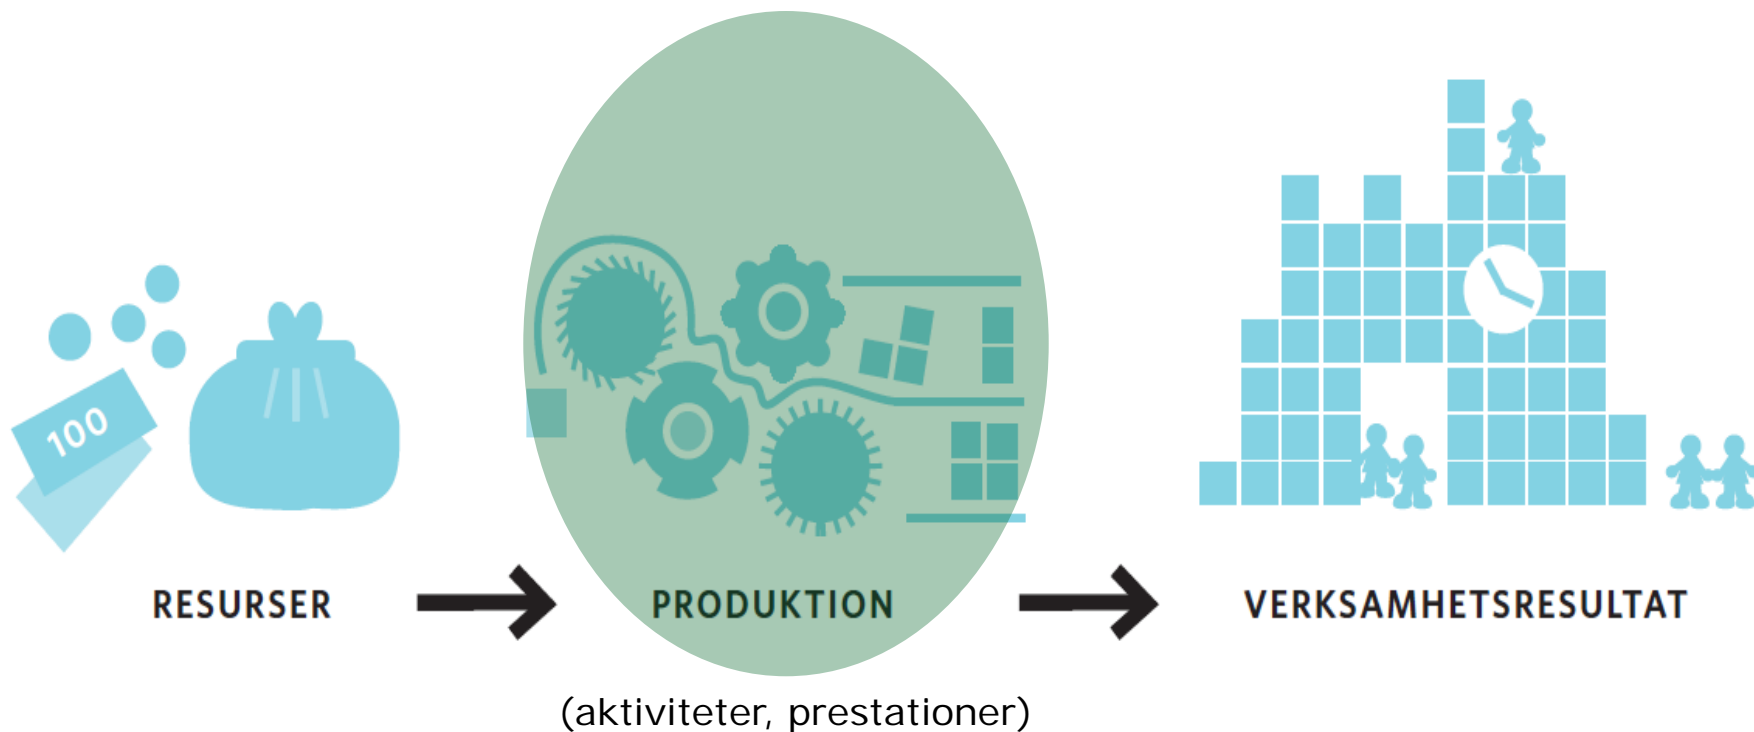 100
RESURSER
PRODUKTION
VERKSAMHETSRESULTAT
(aktiviteter, prestationer)